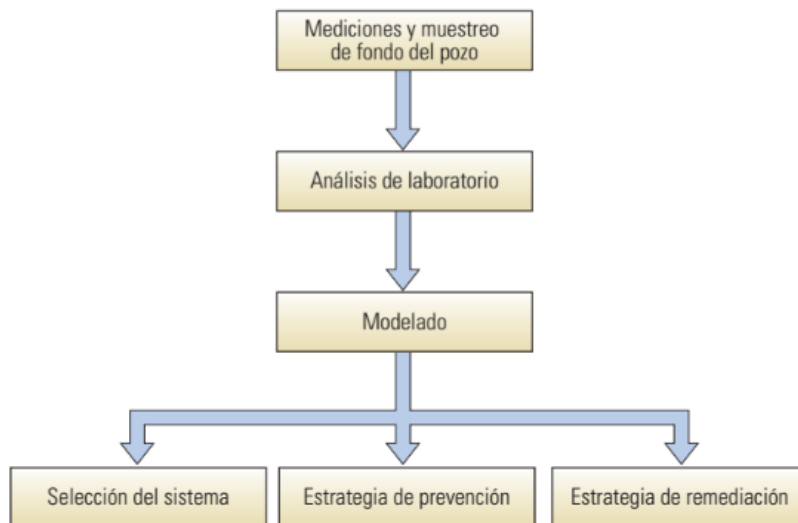 Mediciones y muestreo
de fondo del pozo
Análisis de laboratorio
Modelado
Selección del sistema
Estrategia de prevención
Estrategia de remediación